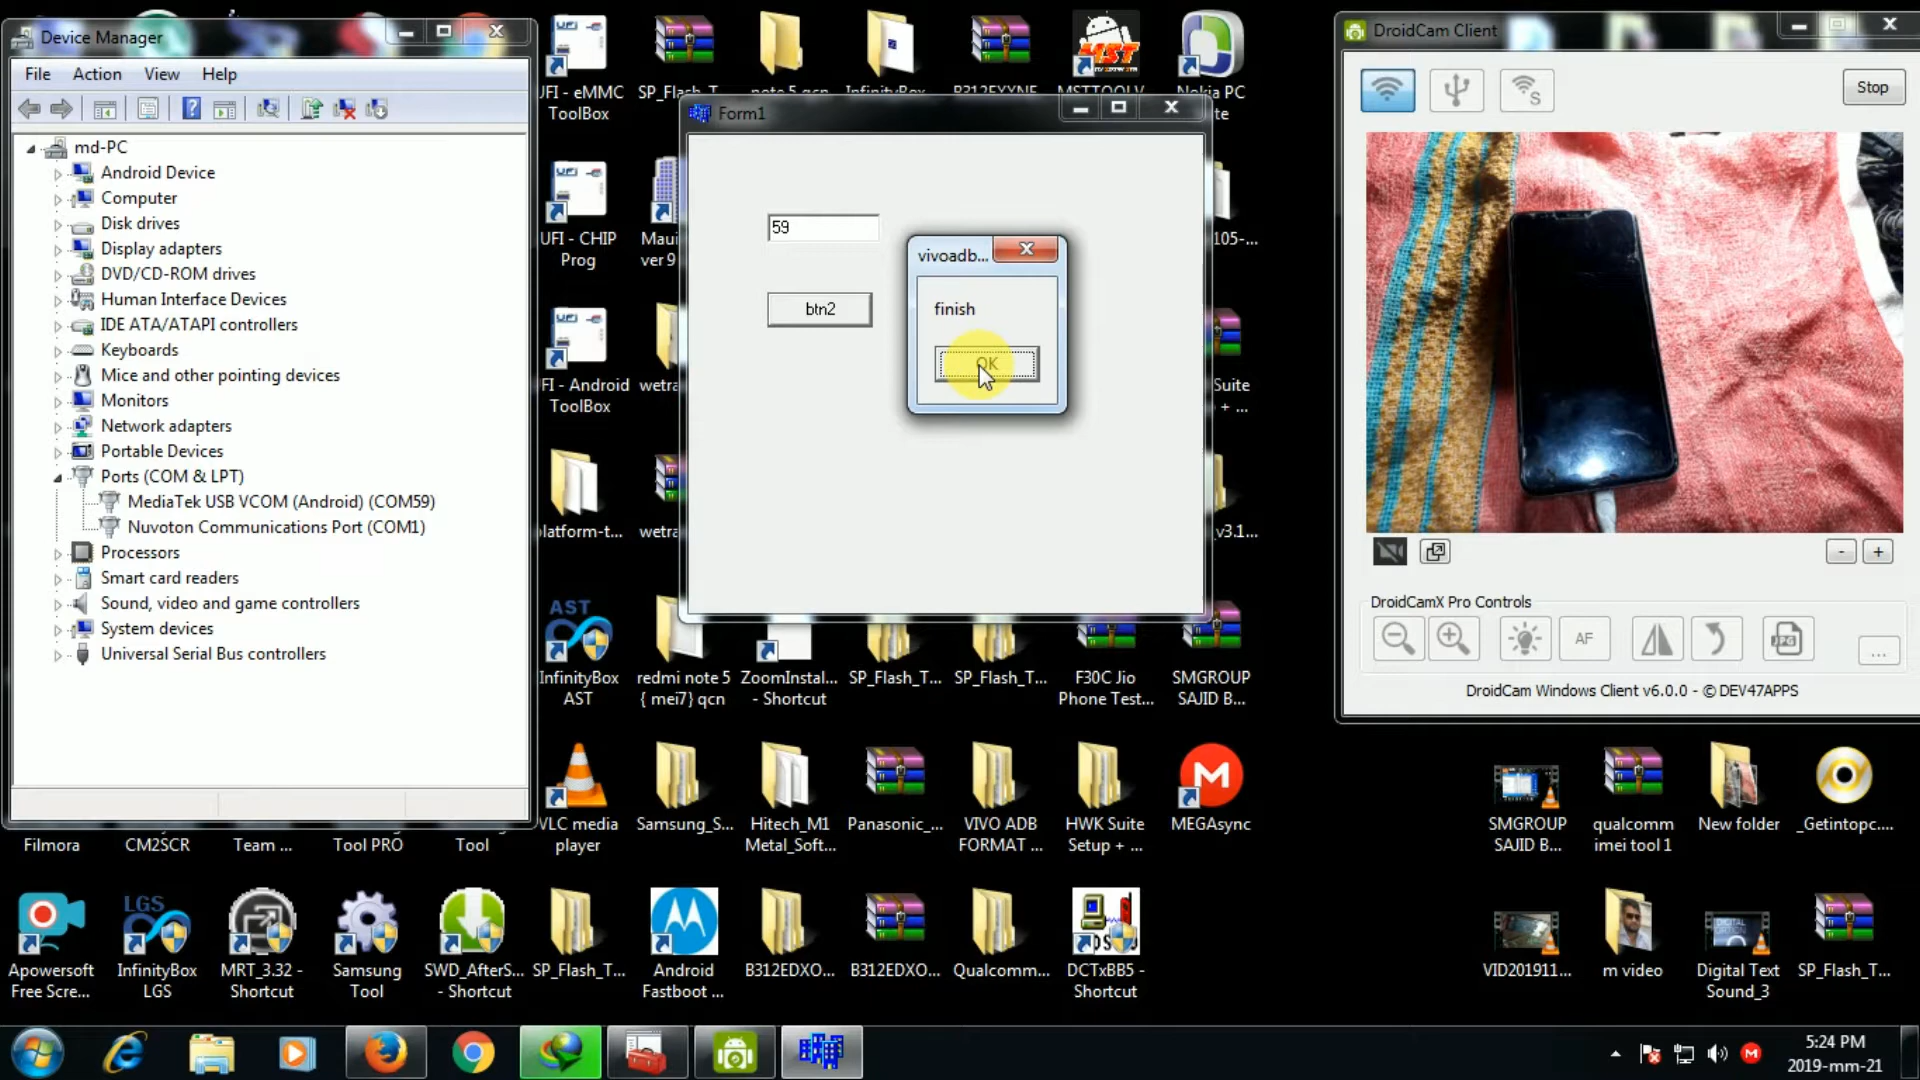 Device Manager
File Action View Help
md-PC
Android Device
Computer
Disk drives
Display adapters
DVD/CD-ROM drives
Human Interface Devices
IDE ATA/ATAPI controllers
Keyboards
Mice and other pointing devices
Monitors
Network adapters
Portable Devices
Ports (COM & LPT)
MediaTek USB VCOM (Android) (COM59)
Nuvoton Communications Port (COM1)
Processors
Smart card readers
Sound, video and game controllers
System devices
Universal Serial Bus controllers
UFI - eMMC
ToolBox
UFI - CHIP
Prog
UFI - Android
ToolBox
platform-t...
Form1
59
btn2
vivoadb...
finish
OK
DroidCam Client
Stop
- +
DroidCamX Pro Controls
AF
JPG
...
DroidCam Windows Client v6.0.0 - © DEV47APPS
InfinityBox
AST
redmi note 5
{ mei7} qcn
ZoomInstal...
- Shortcut
SP_Flash_T...
SP_Flash_T...
F30C Jio
Phone Test...
SMGROUP
SAJID B...
Filmora
CM2SCR
Team ...
Tool PRO
Tool
VLC media
player
Samsung_S...
Hitech_M1
Metal_Soft...
Panasonic_...
VIVO ADB
FORMAT ...
HWK Suite
Setup + ...
MEGAsync
SMGROUP
SAJID B...
qualcomm
imei tool 1
New folder
_Getintopc....
Apowersoft
Free Scre...
InfinityBox
LGS
MRT_3.32 -
Shortcut
Samsung
Tool
SWD_AfterS...
- Shortcut
SP_Flash_T...
Android
Fastboot ...
B312EDXO...
B312EDXO...
Qualcomm...
DCTxBB5 -
Shortcut
VID201911...
m video
Digital Text
Sound_3
SP_Flash_T...
5:24 PM
2019-mm-21